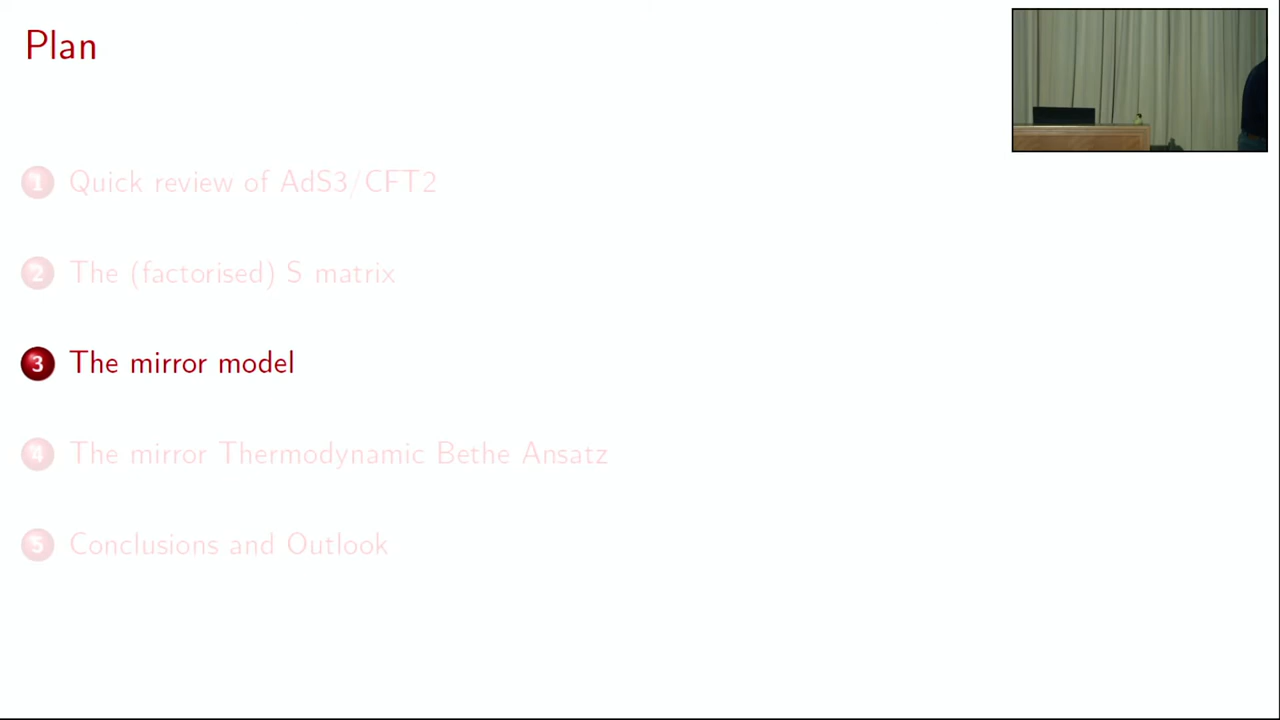 Plan
1 Quick review of AdS3/CFT2
2 The (factorised) S matrix
3 The mirror model
4 The mirror Thermodynamic Bethe Ansatz
5 Conclusions and Outlook